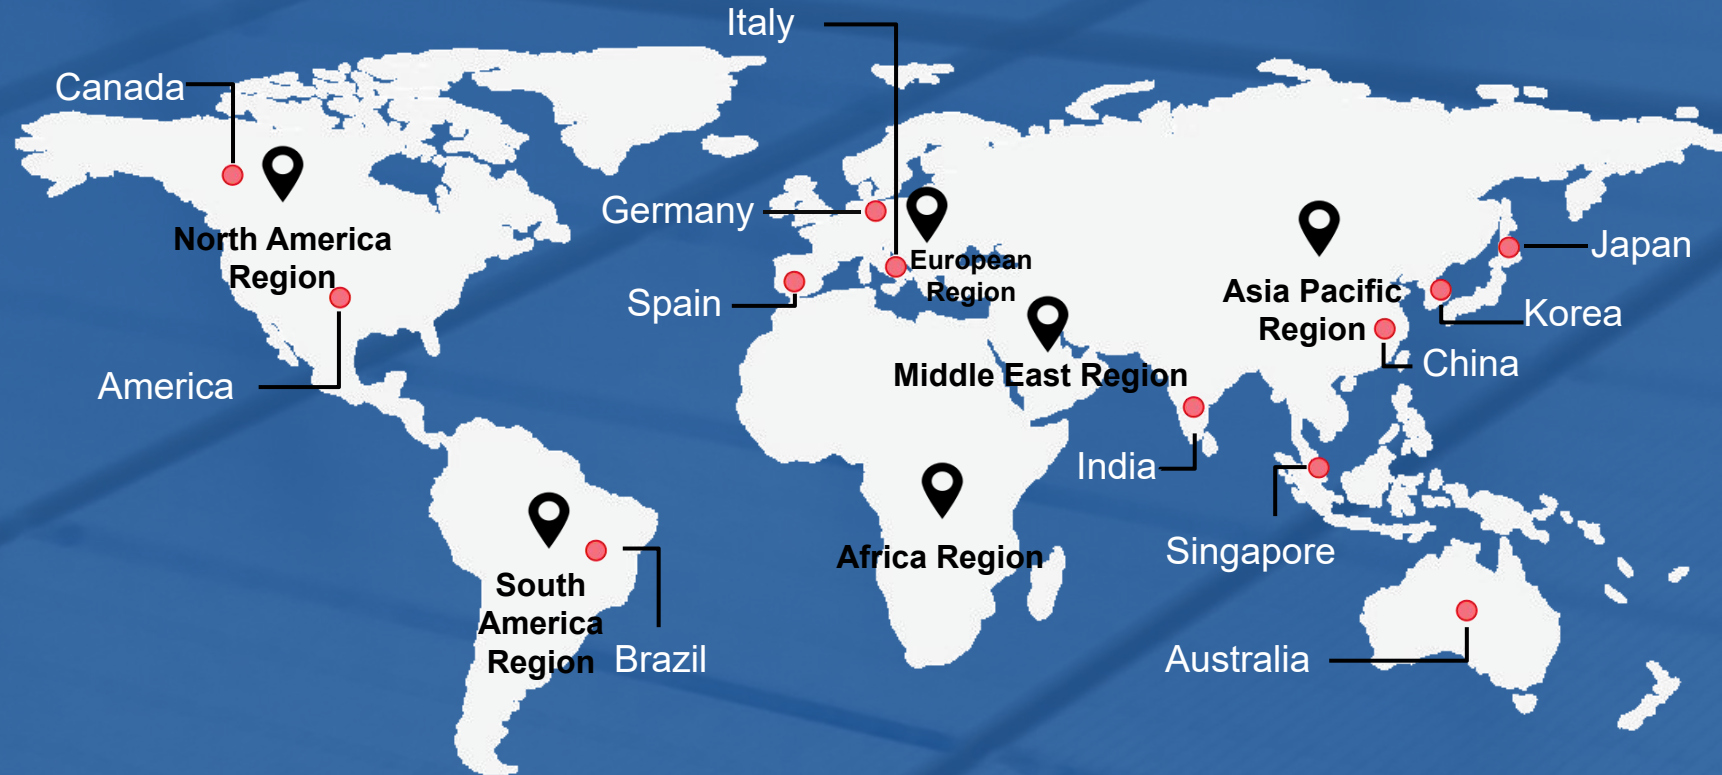 Italy
Canada
Germany
North America
Region
European
Region
Spain
Japan
Asia Pacific
Region
Korea
China
America
Middle East Region
India
Singapore
Africa Region
South
America
Region
Brazil
Australia